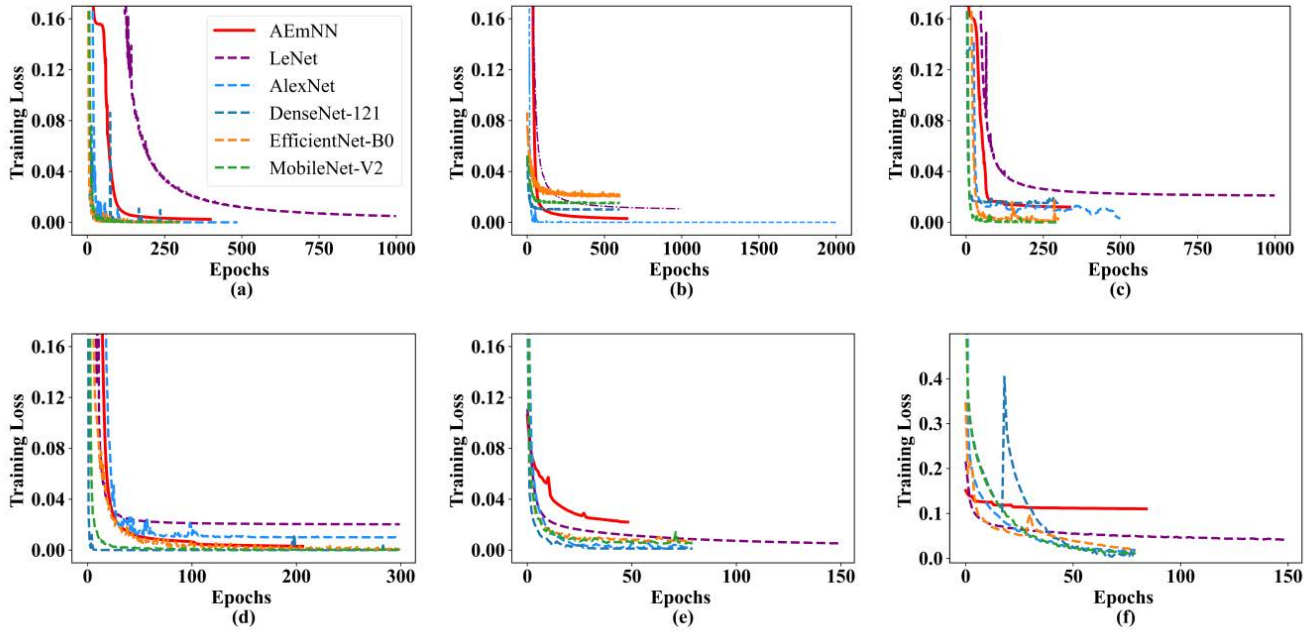 0.16
0.12
0.08
0.04
0.00
Training Loss
0 250 500 750 1000
Epochs
(a)
AEmNN
LeNet
AlexNet
DenseNet-121
EfficientNet-B0
MobileNet-V2
0.16
0.12
0.08
0.04
0.00
Training Loss
0 500 1000 1500 2000
Epochs
(b)
0.16
0.12
0.08
0.04
0.00
Training Loss
0 250 500 750 1000
Epochs
(c)
0.16
0.12
0.08
0.04
0.00
Training Loss
0 100 200 300
Epochs
(d)
0.16
0.12
0.08
0.04
0.00
Training Loss
0 50 100 150
Epochs
(e)
0.4
0.3
0.2
0.1
0.0
Training Loss
0 50 100 150
Epochs
(f)